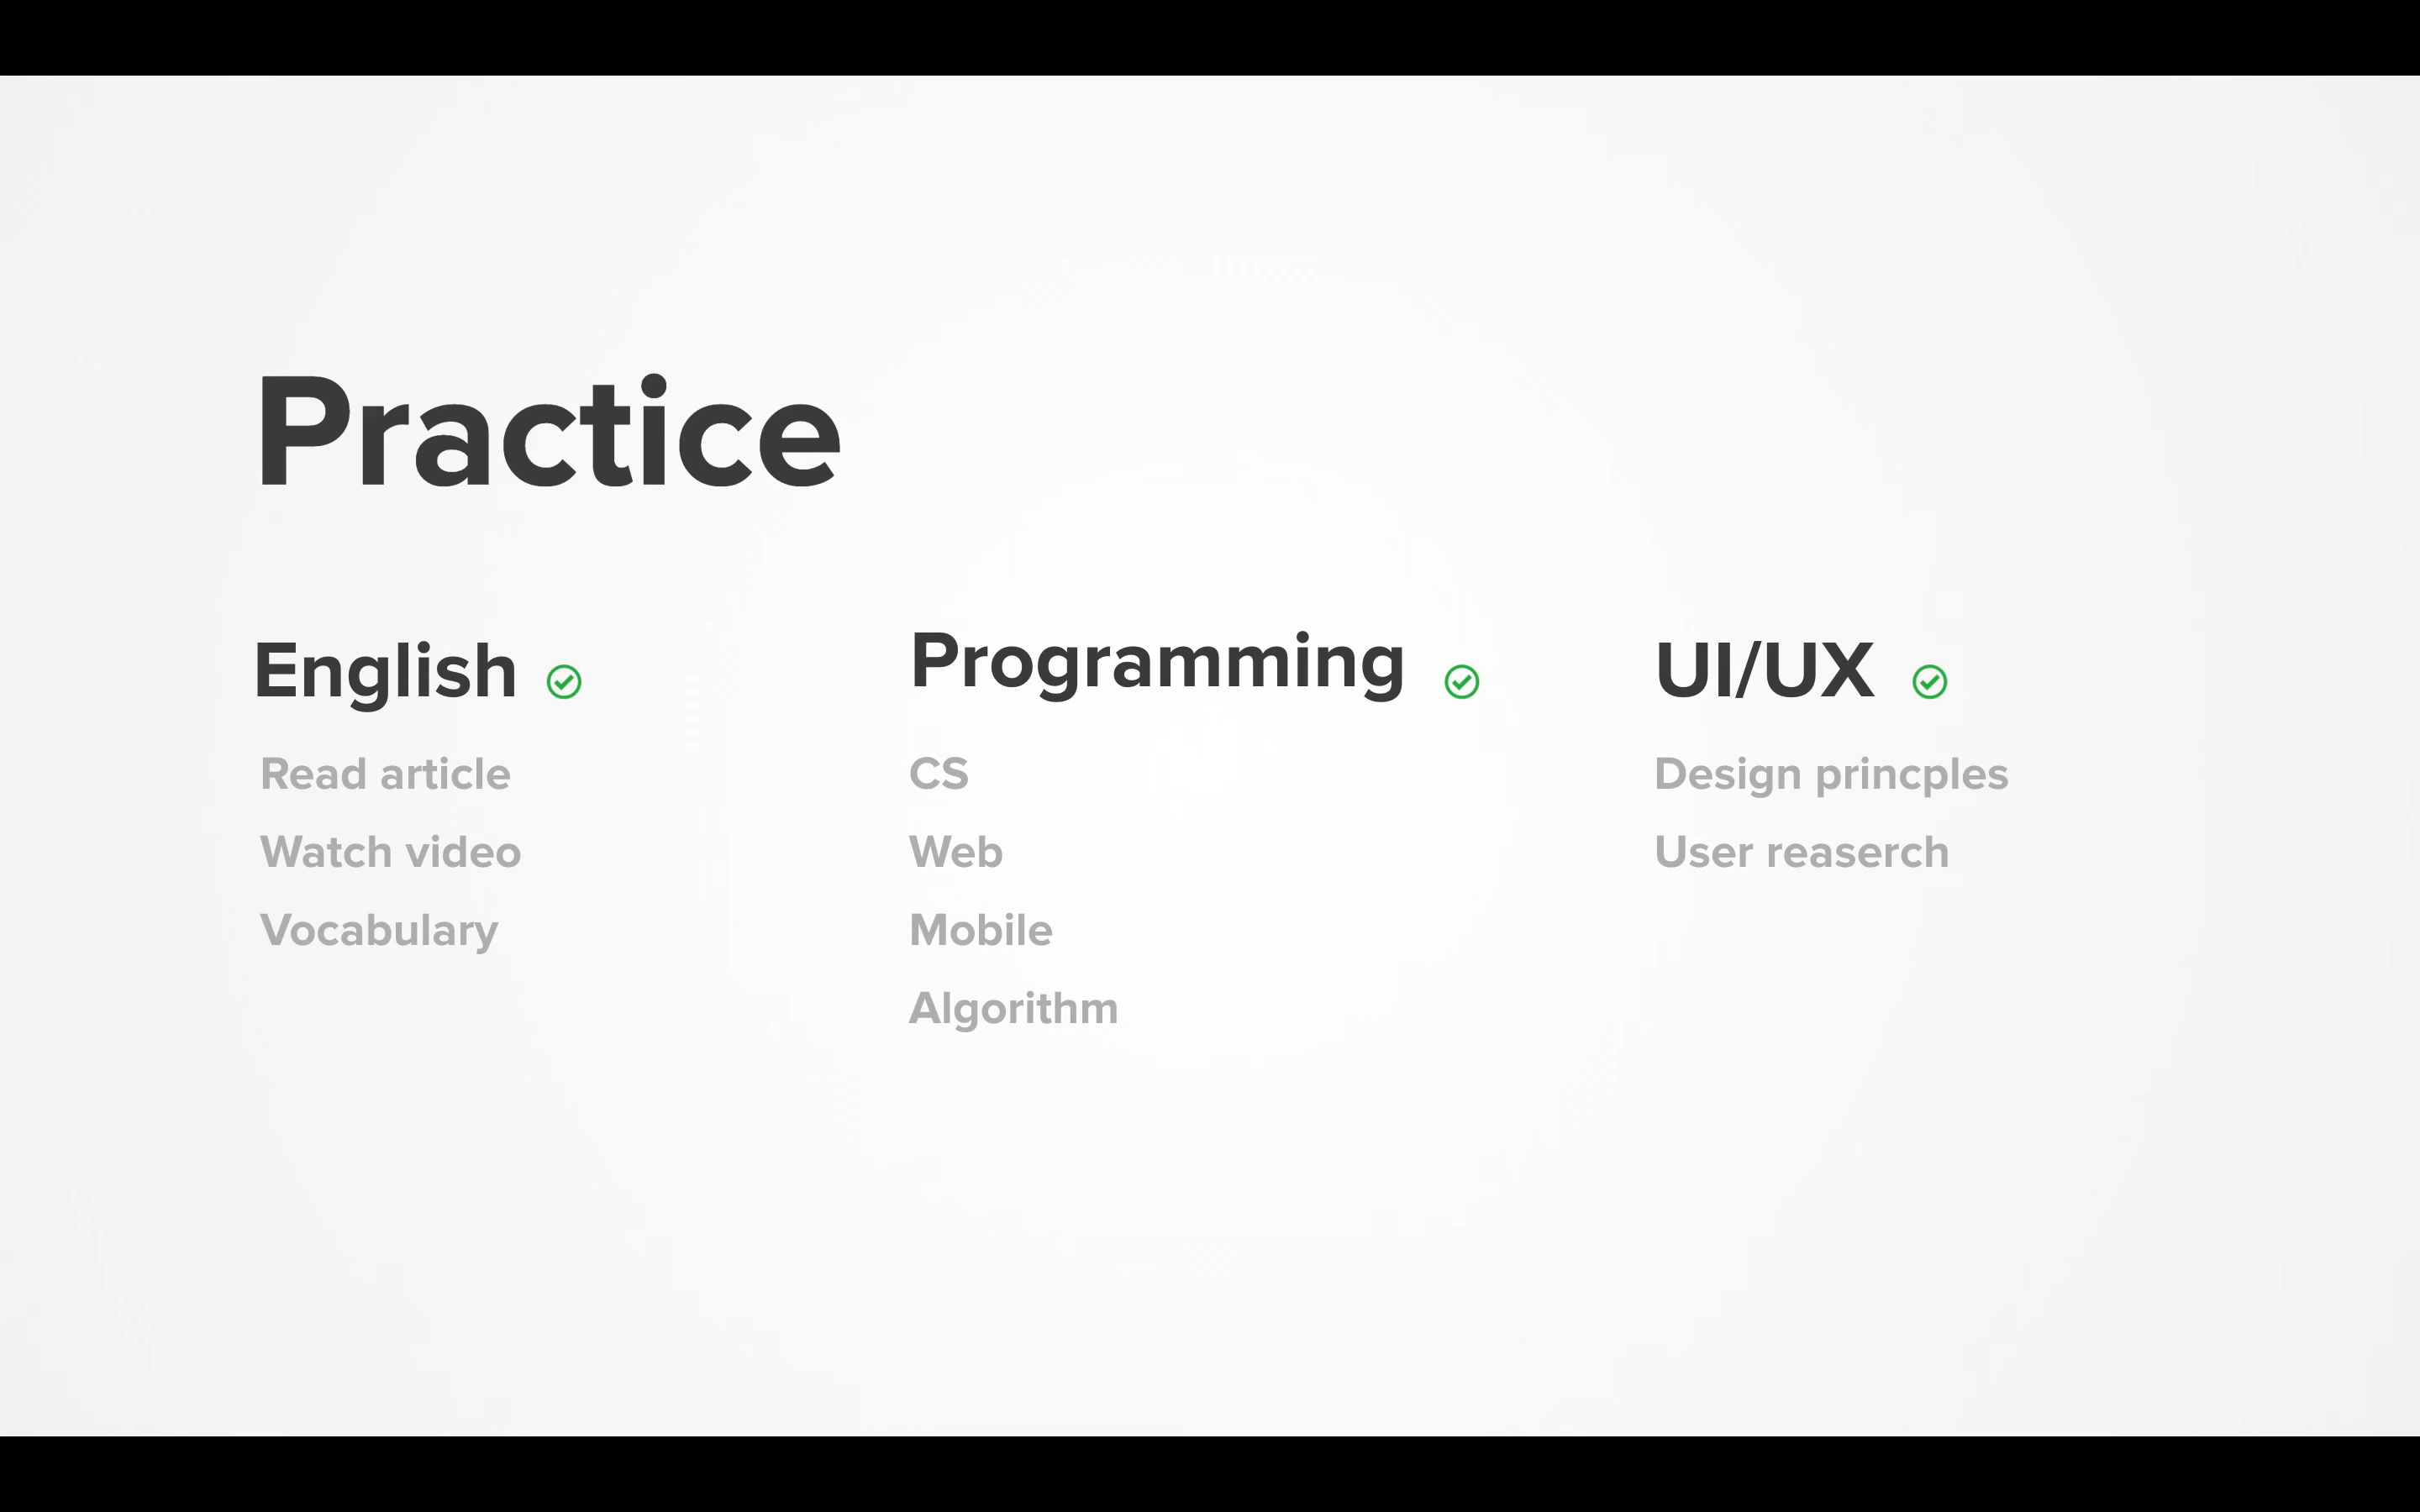 Practice
English
Read article
Watch video
Vocabulary
Programming
CS
Web
Mobile
Algorithm
UI/UX
Design princples
User reaserch